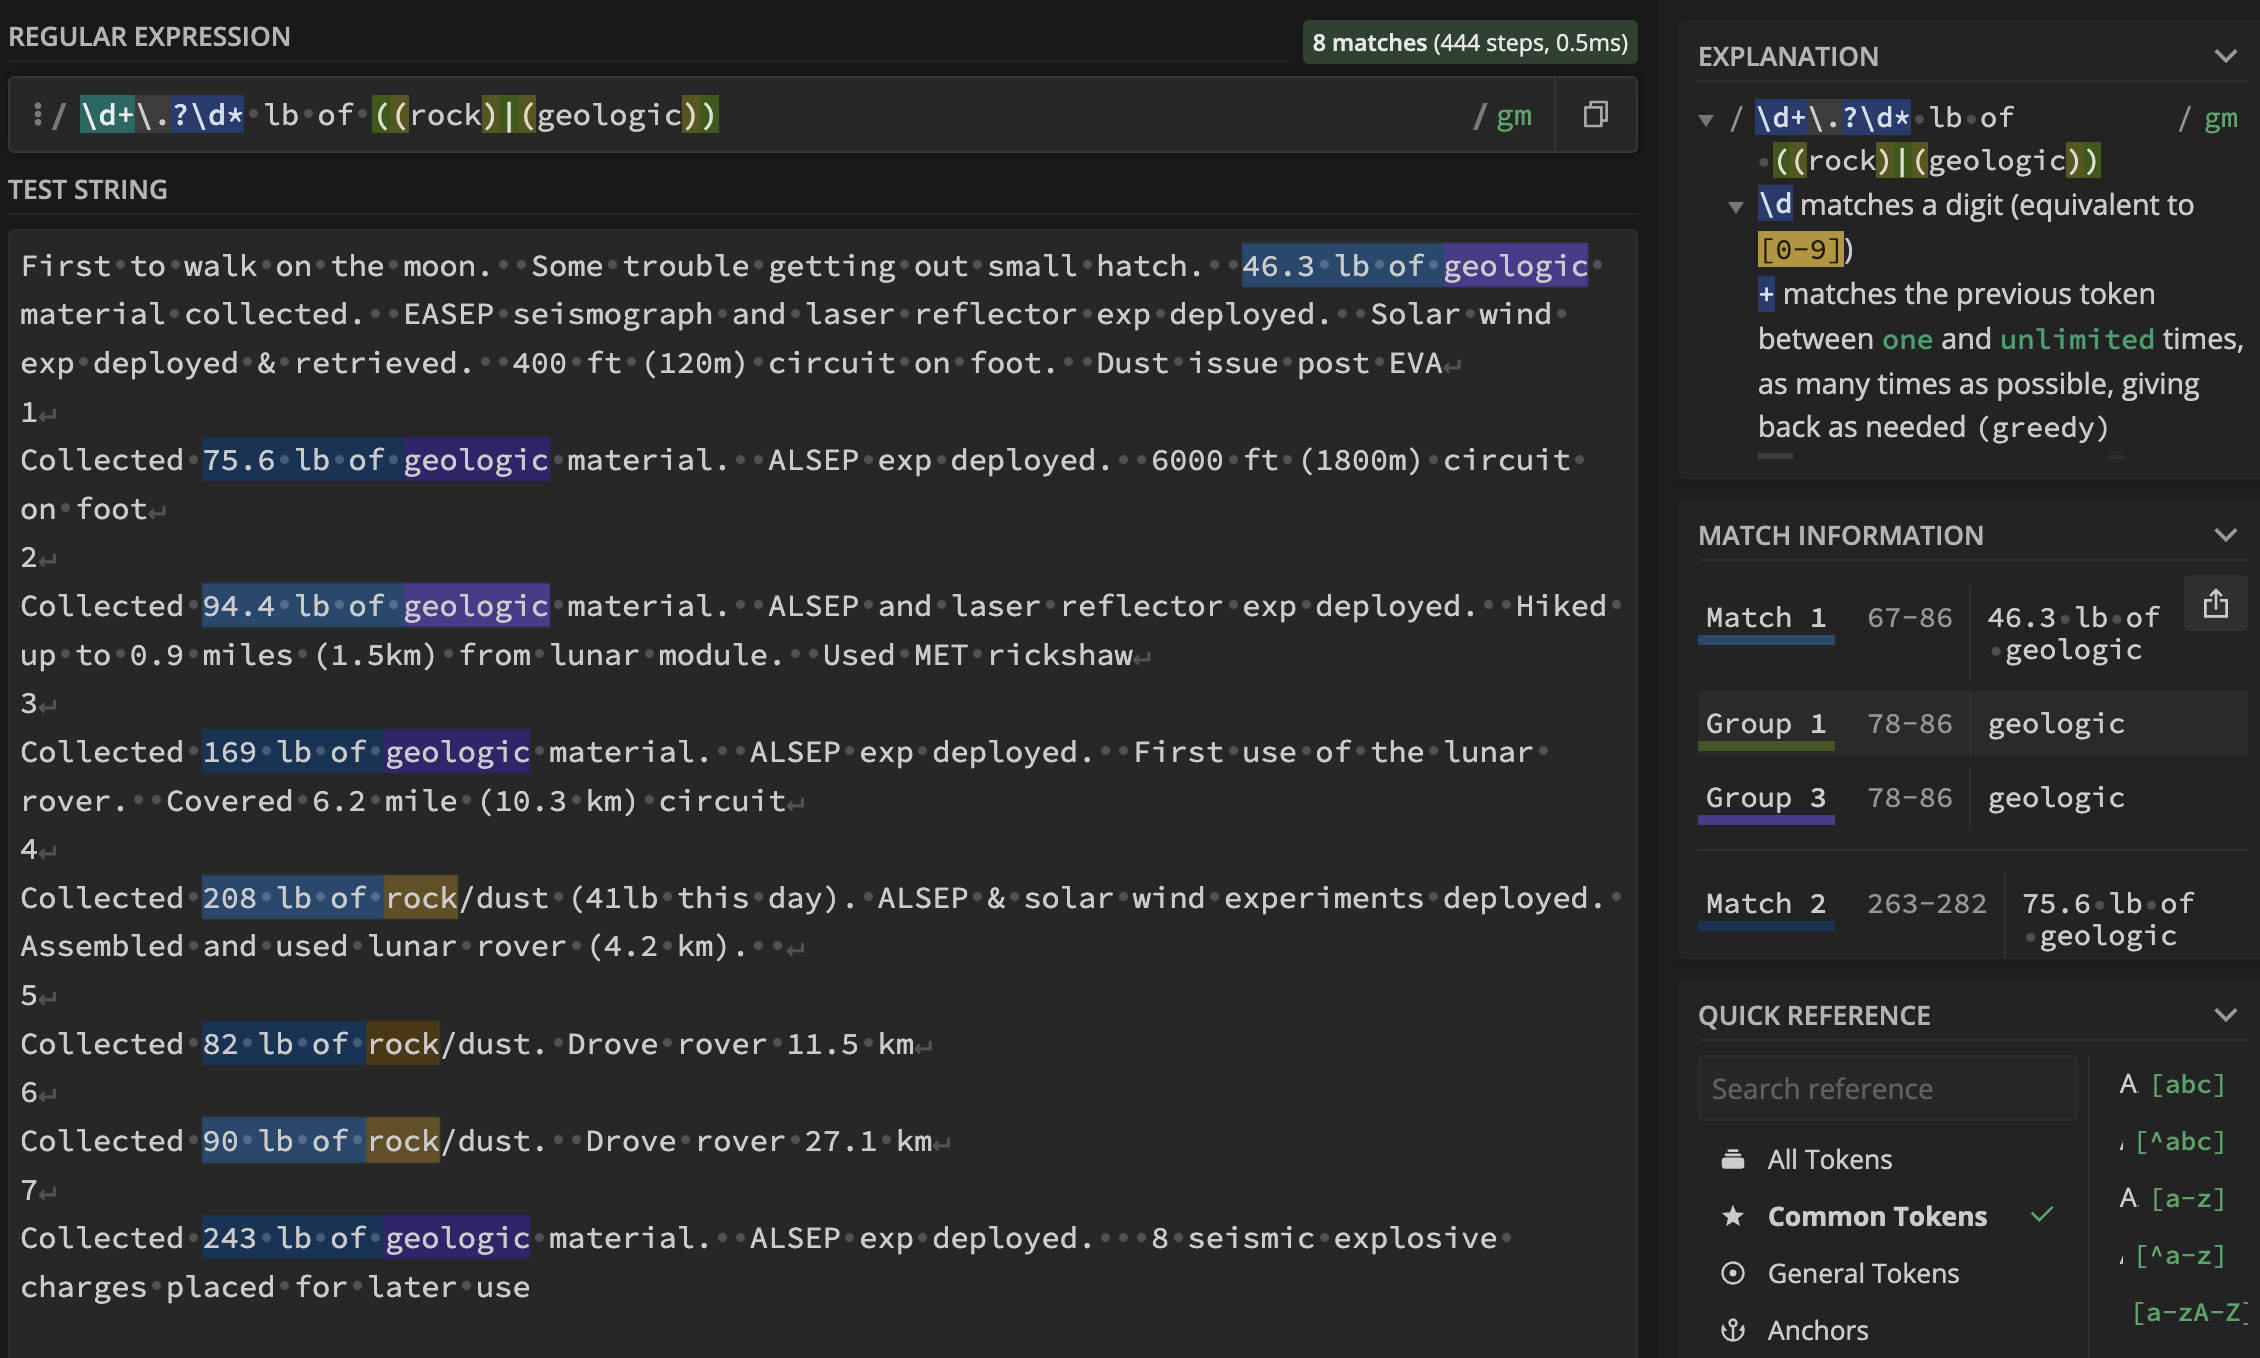 REGULAR EXPRESSION
8 matches (444 steps, 0.5ms)
/ \d+\.?\d* lb of ((rock)|(geologic)) / gm
TEST STRING
First to walk on the moon.  Some trouble getting out small hatch.  46.3 lb of geologic
material collected.  EASEP seismograph and laser reflector exp deployed.  Solar wind
exp deployed & retrieved.  400 ft (120m) circuit on foot.  Dust issue post EVA↵
1↵
Collected 75.6 lb of geologic material.  ALSEP exp deployed.  6000 ft (1800m) circuit
on foot↵
2↵
Collected 94.4 lb of geologic material.  ALSEP and laser reflector exp deployed.  Hiked
up to 0.9 miles (1.5km) from lunar module.  Used MET rickshaw↵
3↵
Collected 169 lb of geologic material.  ALSEP exp deployed.  First use of the lunar
rover.  Covered 6.2 mile (10.3 km) circuit↵
4↵
Collected 208 lb of rock/dust (41lb this day). ALSEP & solar wind experiments deployed.
Assembled and used lunar rover (4.2 km).  ↵
5↵
Collected 82 lb of rock/dust. Drove rover 11.5 km↵
6↵
Collected 90 lb of rock/dust.  Drove rover 27.1 km↵
7↵
Collected 243 lb of geologic material.  ALSEP exp deployed.   8 seismic explosive
charges placed for later use
EXPLANATION
/ \d+\.?\d* lb of / gm
((rock)|(geologic))
\d matches a digit (equivalent to
[0-9])
+ matches the previous token
between one and unlimited times,
as many times as possible, giving
back as needed (greedy)
MATCH INFORMATION
Match 1 67-86 46.3 lb of
geologic
Group 1 78-86 geologic
Group 3 78-86 geologic
Match 2 263-282 75.6 lb of
geologic
QUICK REFERENCE
Search reference
All Tokens
Common Tokens
General Tokens
Anchors
A [abc]
[^abc]
A [a-z]
[^a-z]
[a-zA-Z]